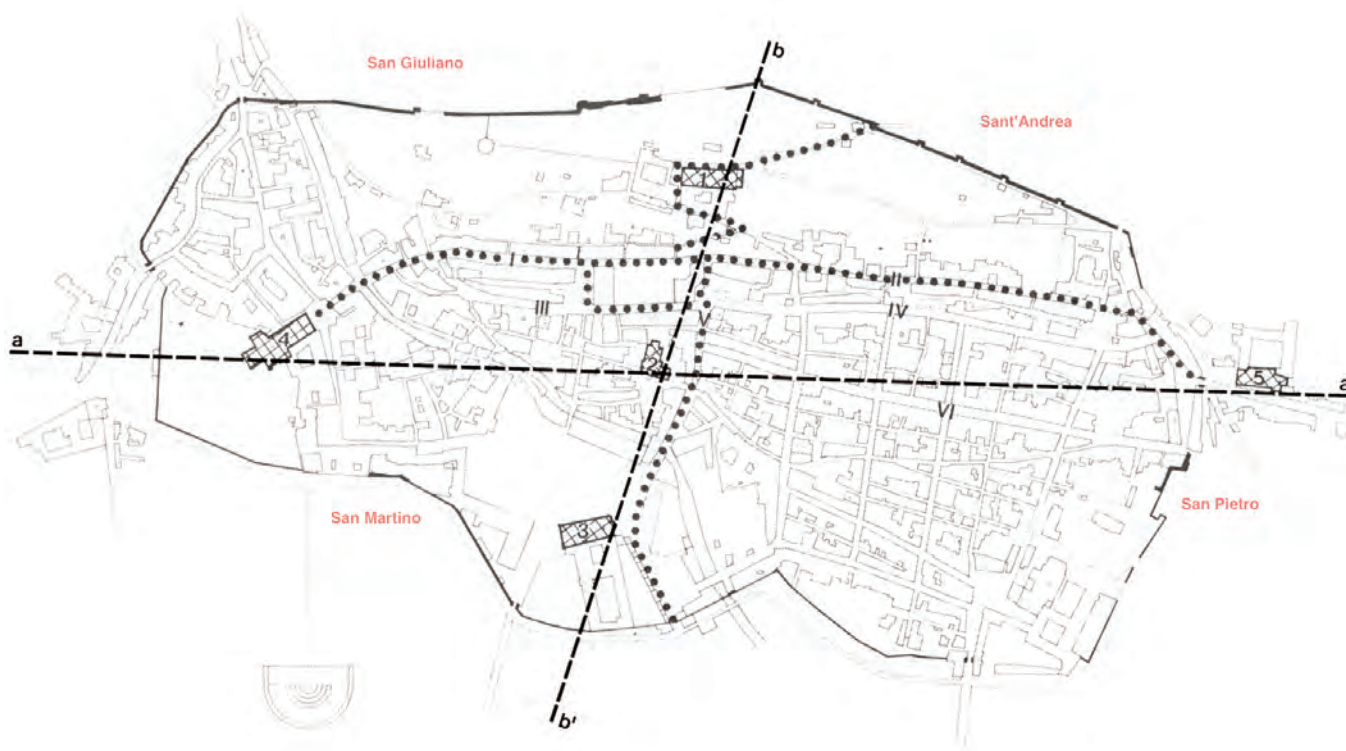 b
San Giuliano
Sant'Andrea
1
I
II
III
V
IV
a
4
2
5
a
VI
San Martino
San Pietro
3
b'